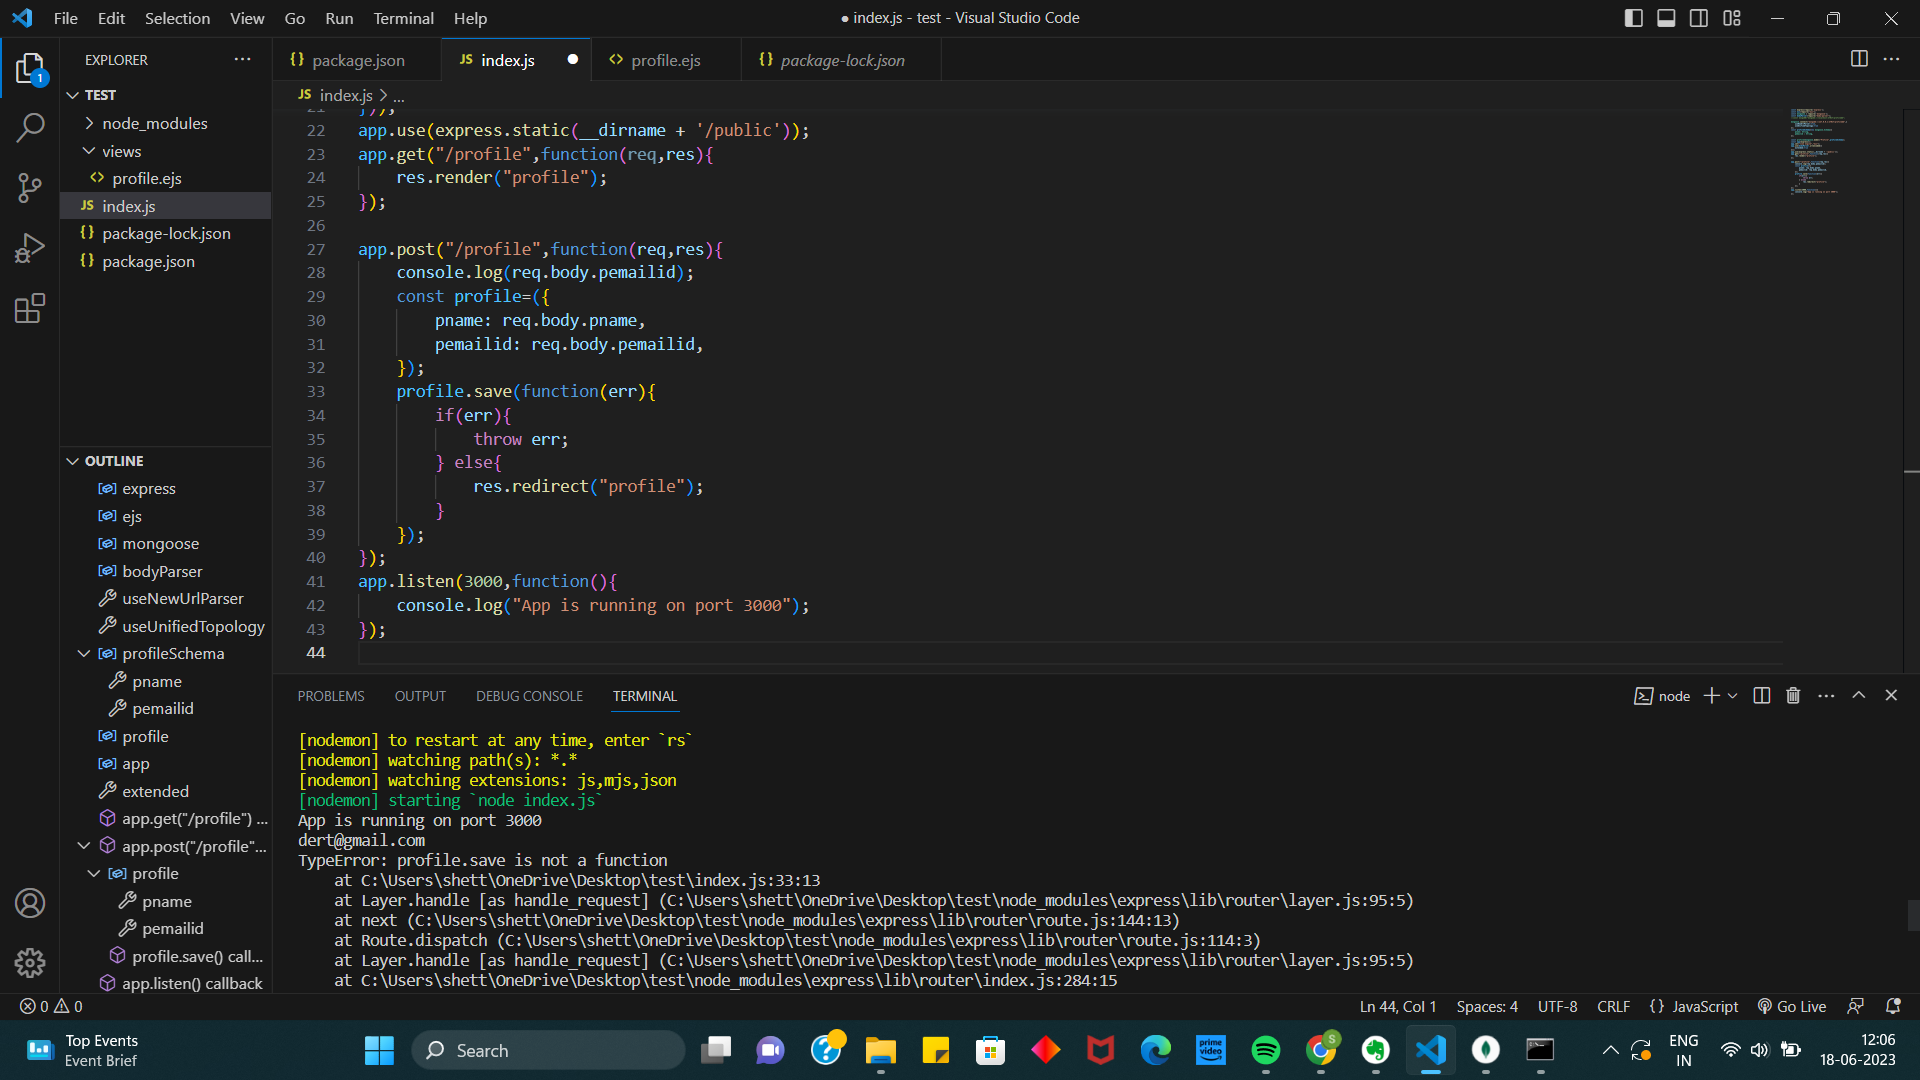 File Edit Selection View Go Run Terminal Help
● index.js - test - Visual Studio Code
EXPLORER
TEST
node_modules
views
profile.ejs
JS index.js
{} package-lock.json
{} package.json
OUTLINE
express
ejs
mongoose
bodyParser
useNewUrlParser
useUnifiedTopology
profileSchema
pname
pemailid
profile
app
extended
app.get("/profile") ...
app.post("/profile"...
profile
pname
pemailid
profile.save() call...
app.listen() callback
{} package.json
JS index.js
<> profile.ejs
{} package-lock.json
JS index.js > ...
22 app.use(express.static(__dirname + '/public'));
23 app.get("/profile",function(req,res){
24 res.render("profile");
25 });
26
27 app.post("/profile",function(req,res){
28 console.log(req.body.pemailid);
29 const profile=({
30 pname: req.body.pname,
31 pemailid: req.body.pemailid,
32 });
33 profile.save(function(err){
34 if(err){
35 throw err;
36 } else{
37 res.redirect("profile");
38 }
39 });
40 });
41 app.listen(3000,function(){
42 console.log("App is running on port 3000");
43 });
44
PROBLEMS OUTPUT DEBUG CONSOLE TERMINAL
node
[nodemon] to restart at any time, enter `rs`
[nodemon] watching path(s): *.*
[nodemon] watching extensions: js,mjs,json
[nodemon] starting `node index.js`
App is running on port 3000
dert@gmail.com
TypeError: profile.save is not a function
at C:\Users\shett\OneDrive\Desktop\test\index.js:33:13
at Layer.handle [as handle_request] (C:\Users\shett\OneDrive\Desktop\test\node_modules\express\lib\router\layer.js:95:5)
at next (C:\Users\shett\OneDrive\Desktop\test\node_modules\express\lib\router\route.js:144:13)
at Route.dispatch (C:\Users\shett\OneDrive\Desktop\test\node_modules\express\lib\router\route.js:114:3)
at Layer.handle [as handle_request] (C:\Users\shett\OneDrive\Desktop\test\node_modules\express\lib\router\layer.js:95:5)
at C:\Users\shett\OneDrive\Desktop\test\node_modules\express\lib\router\index.js:284:15
0 0
Ln 44, Col 1 Spaces: 4 UTF-8 CRLF {} JavaScript Go Live
Top Events
Event Brief
Search
prime video
S
ENG
IN
12:06
18-06-2023